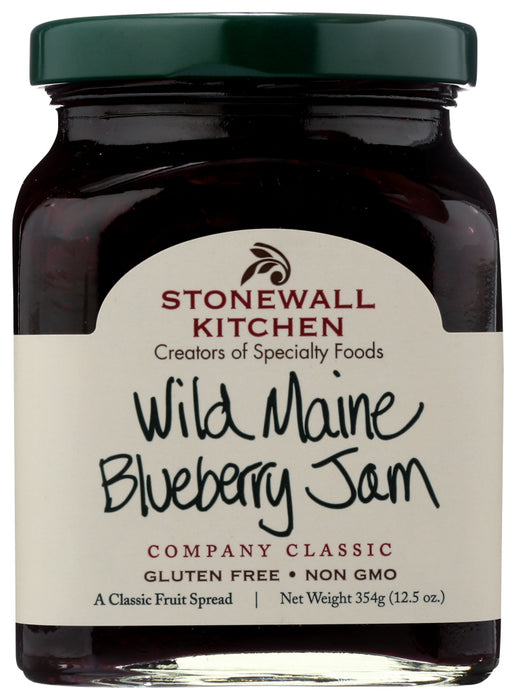 STONEWALL
KITCHEN
Creators of Specialty Foods
Wild Maine
Blueberry Jam
COMPANY CLASSIC
GLUTEN FREE • NON GMO
A Classic Fruit Spread | Net Weight 354g (12.5 oz.)